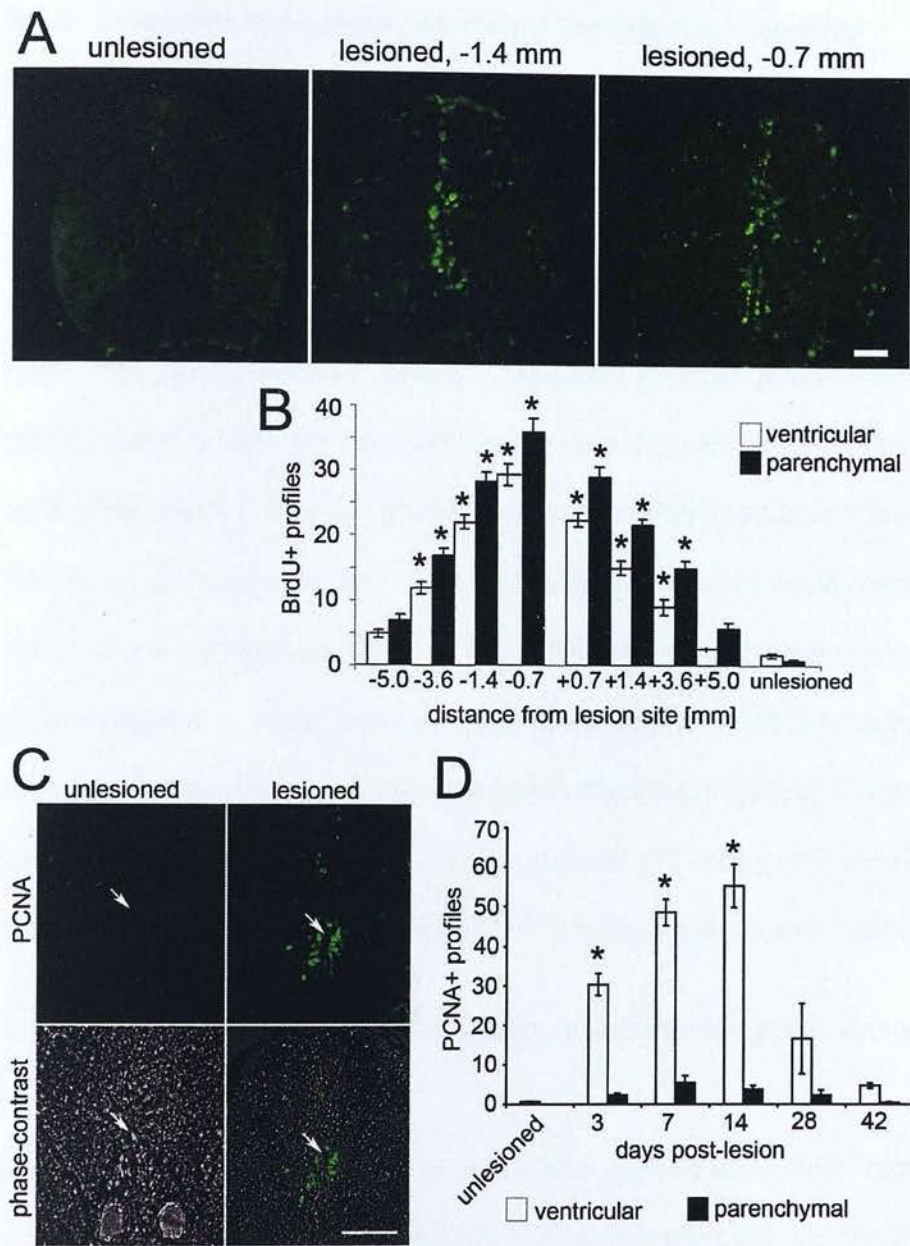 A
unlesioned
lesioned, -1.4 mm
lesioned, -0.7 mm
B
40
30
20
10
0
BrdU+ profiles
* * * * * * * * * * * *
ventricular
parenchymal
-5.0 -3.6 -1.4 -0.7 +0.7 +1.4 +3.6 +5.0 unlesioned
distance from lesion site [mm]
C
unlesioned
lesioned
PCNA
phase-contrast
D
70
60
50
40
30
20
10
0
PCNA+ profiles
* * *
unlesioned 3 7 14 28 42
days post-lesion
ventricular
parenchymal